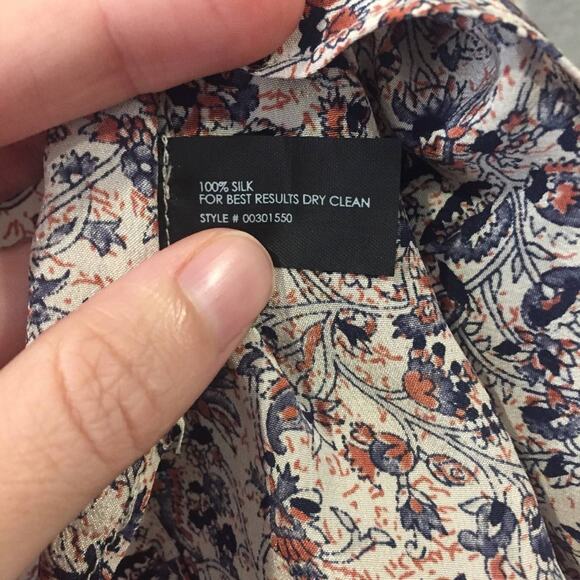 100% SILK
FOR BEST RESULTS DRY CLEAN
STYLE # 00301550